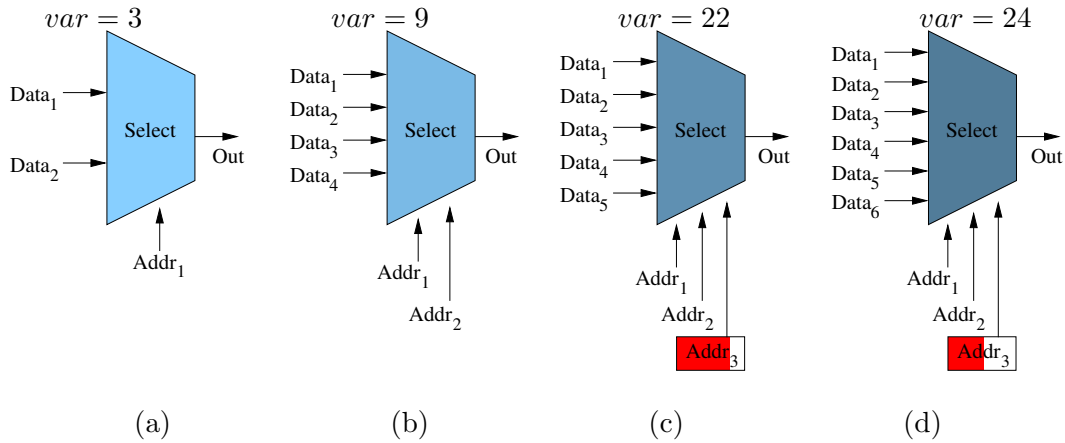 var = 3
Data₁
Data₂
Select
Out
Addr₁
(a)
var = 9
Data₁
Data₂
Data₃
Data₄
Select
Out
Addr₁
Addr₂
(b)
var = 22
Data₁
Data₂
Data₃
Data₄
Data₅
Select
Out
Addr₁
Addr₂
Addr₃
(c)
var = 24
Data₁
Data₂
Data₃
Data₄
Data₅
Data₆
Select
Out
Addr₁
Addr₂
Addr₃
(d)